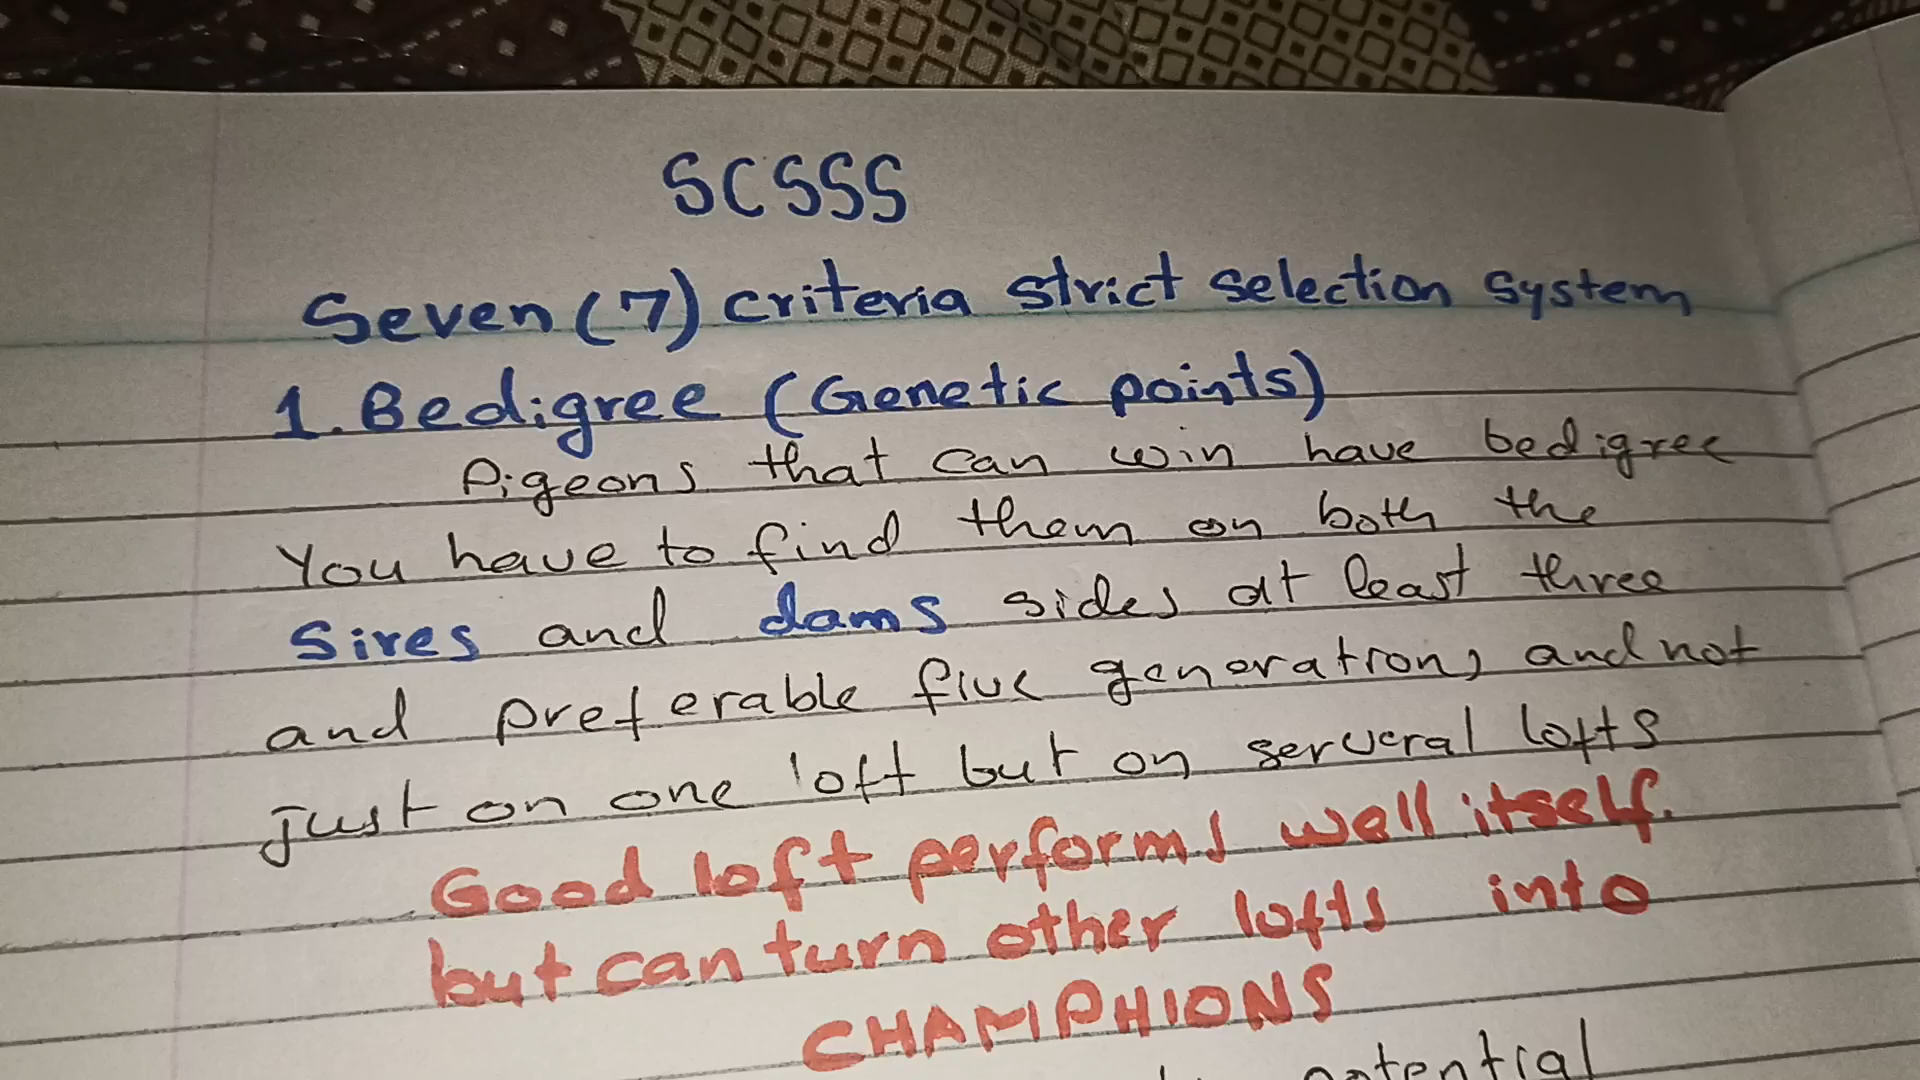 SCSSS
Seven (7) criteria strict selection system
1. Bedigree (Genetic points)
Pigeons that can win have bedigree
You have to find them on both the
Sires and dams sides at least three
and preferable five generations and not
just on one loft but on serveral lofts
Good loft performs well itself.
but can turn other lofts into
CHAMPHIONS
potential